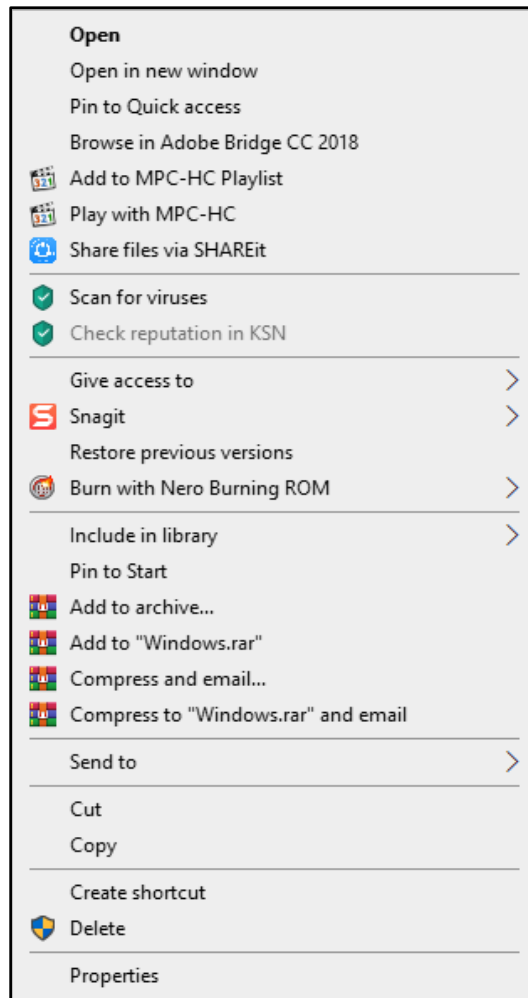 Open
Open in new window
Pin to Quick access
Browse in Adobe Bridge CC 2018
Add to MPC-HC Playlist
Play with MPC-HC
Share files via SHAREit
Scan for viruses
Check reputation in KSN
Give access to
Snagit
Restore previous versions
Burn with Nero Burning ROM
Include in library
Pin to Start
Add to archive...
Add to "Windows.rar"
Compress and email...
Compress to "Windows.rar" and email
Send to
Cut
Copy
Create shortcut
Delete
Properties